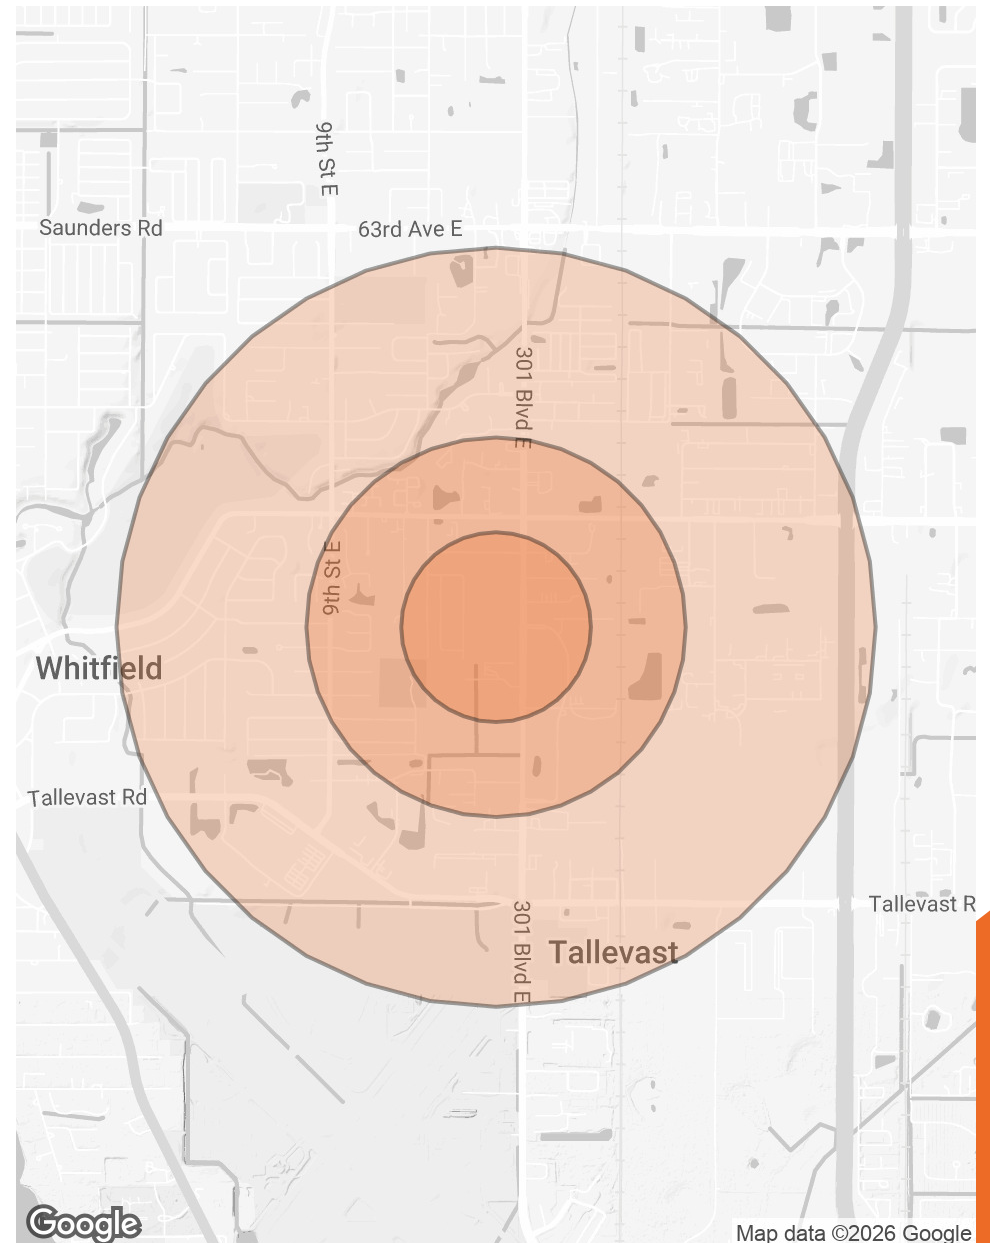 9th St E
Saunders Rd
63rd Ave E
301 Blvd E
9th St E
Whitfield
Tallevast Rd
Tallevast R
301 Blvd E
Tallevast
Google
Map data ©2026 Google